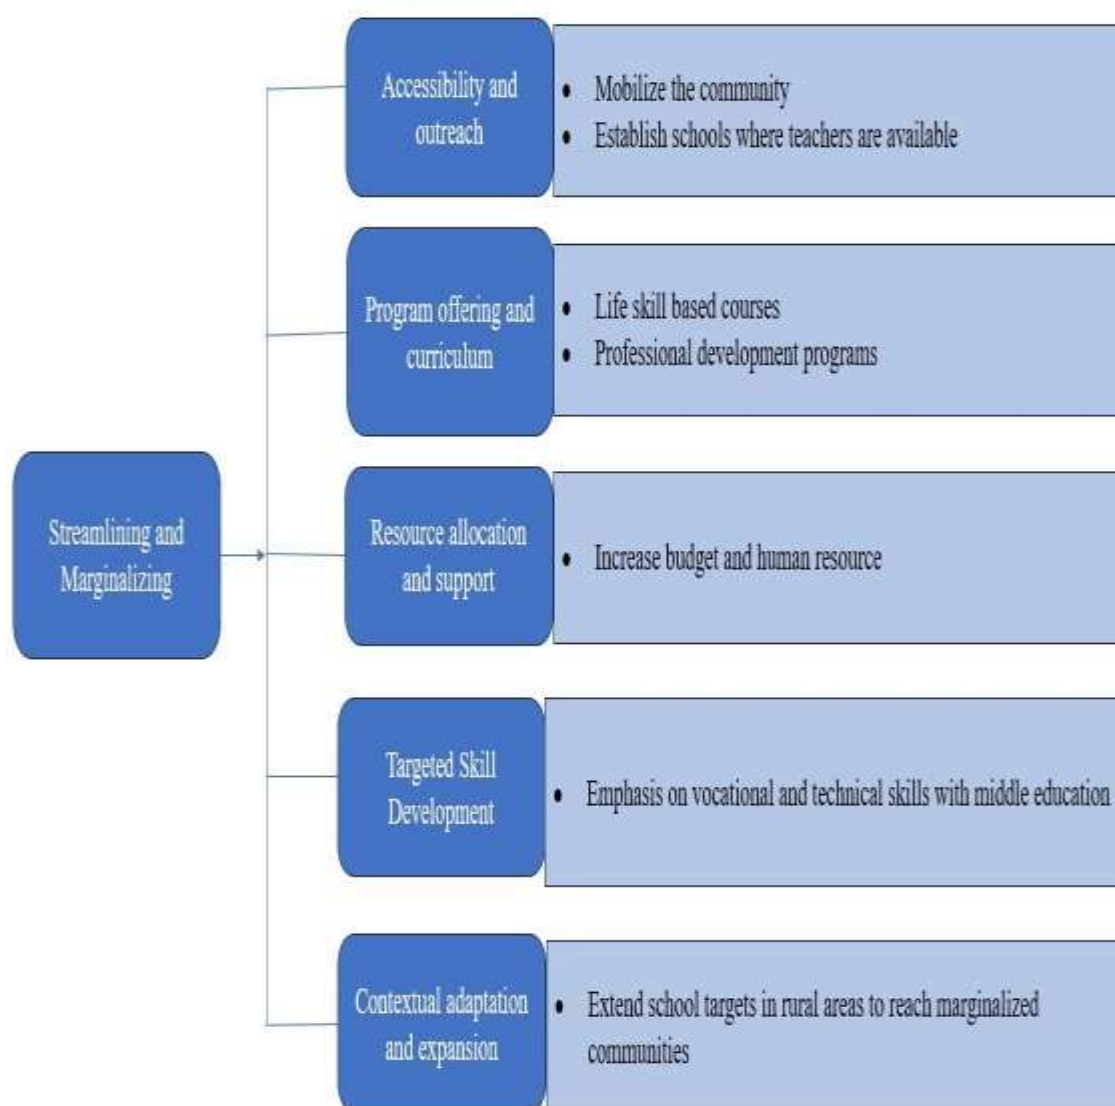 Accessibility and
outreach
• Mobilize the community
• Establish schools where teachers are available
Program offering and
curriculum
• Life skill based courses
• Professional development programs
Streamlining and
Marginalizing
Resource allocation
and support
• Increase budget and human resource
Targeted Skill
Development
• Emphasis on vocational and technical skills with middle education
Contextual adaptation
and expansion
• Extend school targets in rural areas to reach marginalized
communities